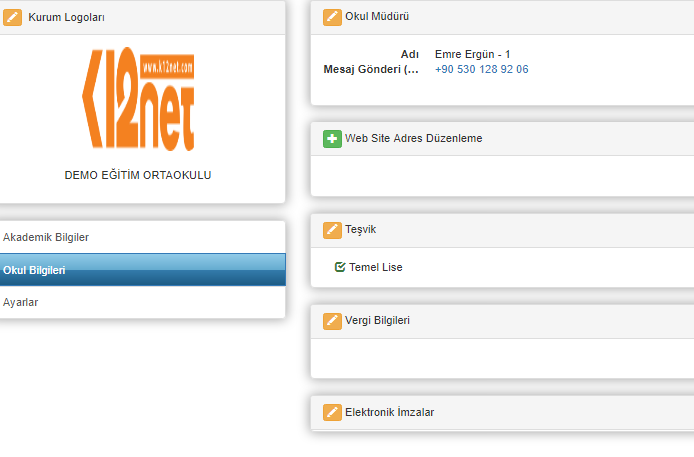 Kurum Logoları
www.k12net.com
k12net
DEMO EĞİTİM ORTAOKULU
Akademik Bilgiler
Okul Bilgileri
Ayarlar
Okul Müdürü
Adı Emre Ergün - 1
Mesaj Gönderi (... +90 530 128 92 06
Web Site Adres Düzenleme
Teşvik
Temel Lise
Vergi Bilgileri
Elektronik İmzalar